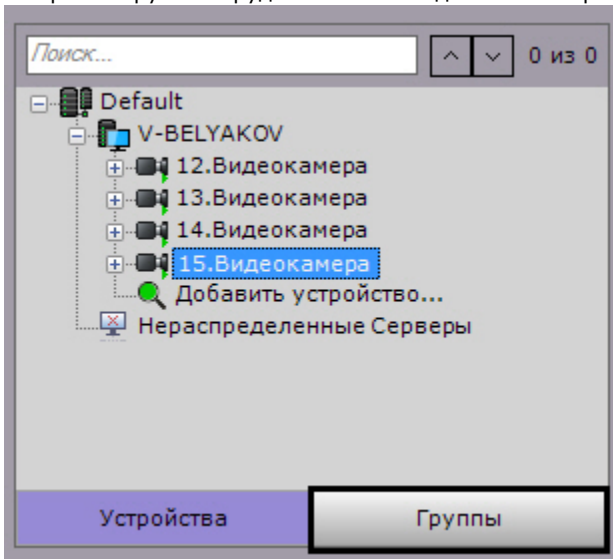 Поиск...
0 из 0
Default
V-BELYAKOV
12.Видеокамера
13.Видеокамера
14.Видеокамера
15.Видеокамера
Добавить устройство...
Нераспределенные Серверы
Устройства
Группы